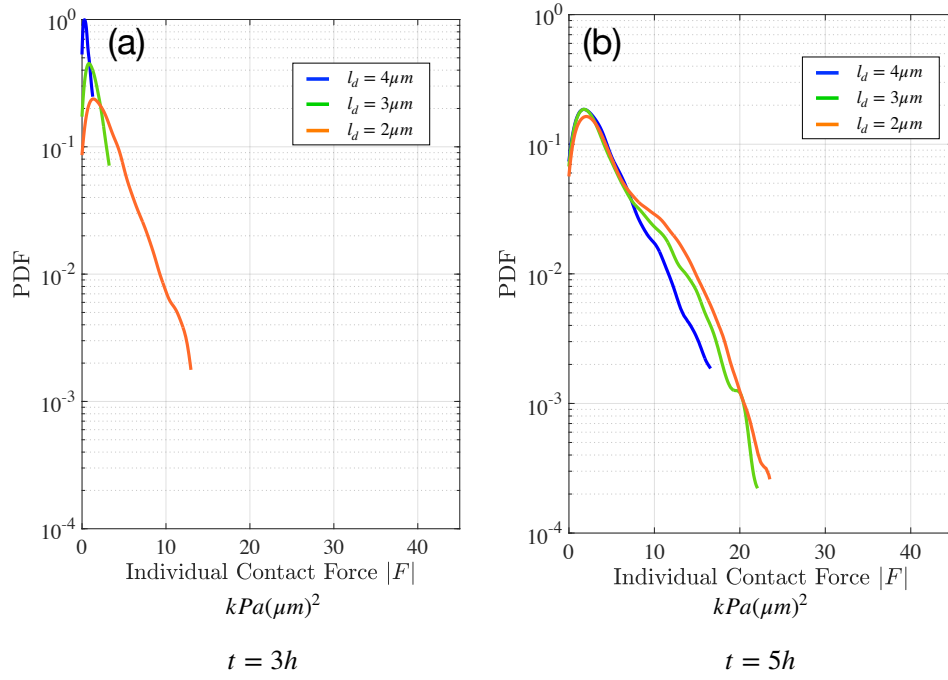 (a)
10^0
10^-1
10^-2
10^-3
10^-4
PDF
l_d = 4µm
l_d = 3µm
l_d = 2µm
0
10
20
30
40
Individual Contact Force |F|
kPa(µm)^2
t = 3h
(b)
10^0
10^-1
10^-2
10^-3
10^-4
PDF
l_d = 4µm
l_d = 3µm
l_d = 2µm
0
10
20
30
40
Individual Contact Force |F|
kPa(µm)^2
t = 5h